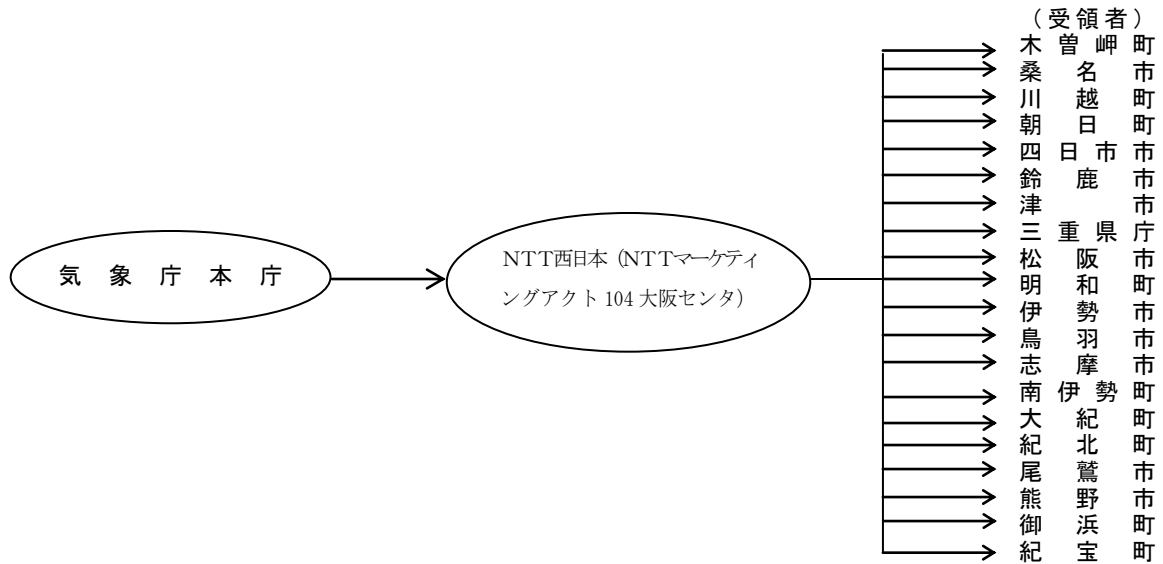 気象庁本庁
NTT西日本（NTTマーケティ
ングアクト104大阪センタ）
（受領者）
木曽岬町
桑名市
川越町
朝日町
四日市市
鈴鹿市
津市
三重県庁
松阪市
明和町
伊勢市
鳥羽市
志摩市
南伊勢町
大紀町
紀北町
尾鷲市
熊野市
御浜町
紀宝町